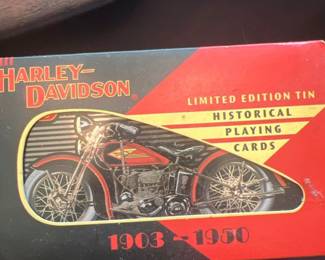 HARLEY-
DAVIDSON®
LIMITED EDITION TIN
HISTORICAL
PLAYING
CARDS
1903 - 1950